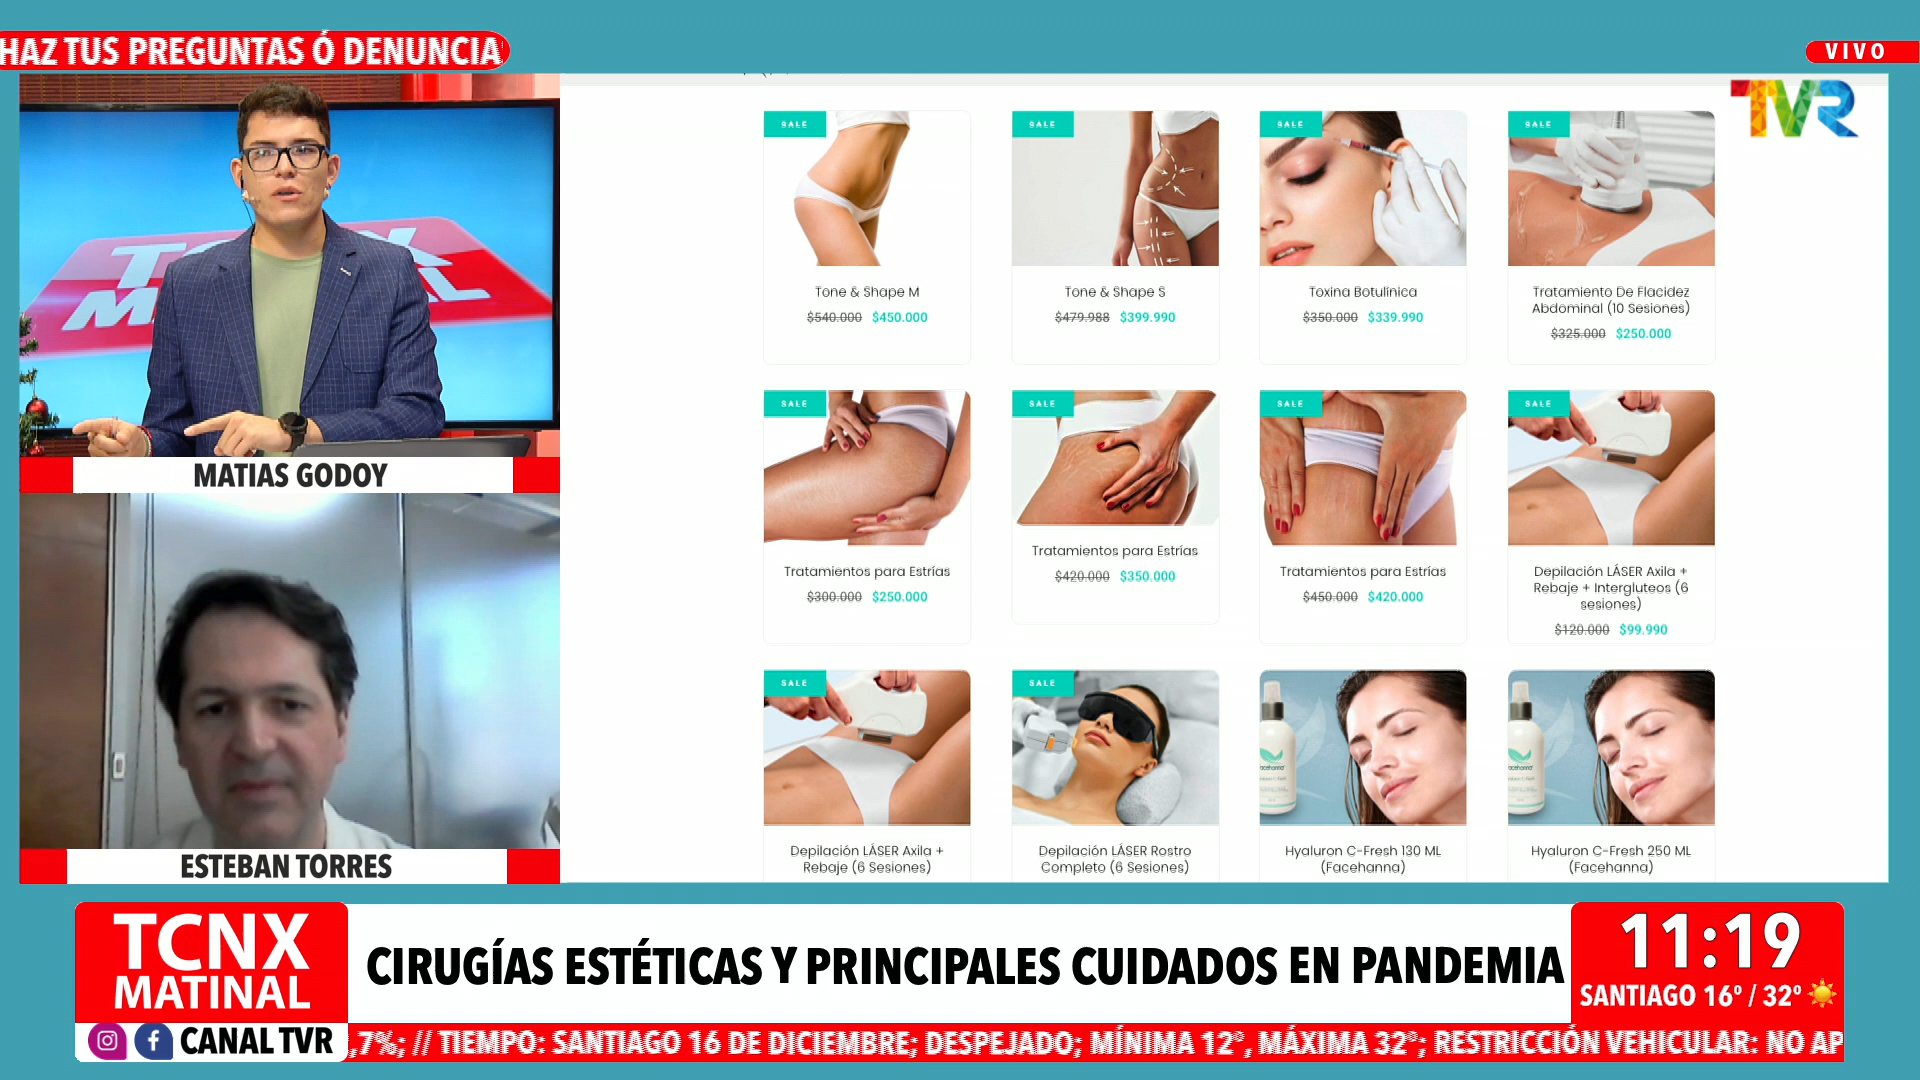 HAZ TUS PREGUNTAS Ó DENUNCIA
VIVO
TVR
MATIAS GODOY
ESTEBAN TORRES
SALE
Tone & Shape M
$540.000 $450.000
SALE
Tone & Shape S
$479.988 $399.990
SALE
Toxina Botulínica
$350.000 $339.990
SALE
Tratamiento De Flacidez
Abdominal (10 Sesiones)
$325.000 $250.000
SALE
Tratamientos para Estrías
$300.000 $250.000
SALE
Tratamientos para Estrías
$420.000 $350.000
SALE
Tratamientos para Estrías
$450.000 $420.000
SALE
Depilación LÁSER Axila +
Rebaje + Intergluteos (6
sesiones)
$120.000 $99.990
SALE
Depilación LÁSER Axila +
Rebaje (6 Sesiones)
SALE
Depilación LÁSER Rostro
Completo (6 Sesiones)
Hyaluron C-Fresh 130 ML
(Facehanna)
Hyaluron C-Fresh 250 ML
(Facehanna)
TCNX
MATINAL
CIRUGÍAS ESTÉTICAS Y PRINCIPALES CUIDADOS EN PANDEMIA
11:19
SANTIAGO 16º / 32º
CANAL TVR
,7%; // TIEMPO: SANTIAGO 16 DE DICIEMBRE; DESPEJADO; MÍNIMA 12°, MÁXIMA 32°; RESTRICCIÓN VEHICULAR: NO AP